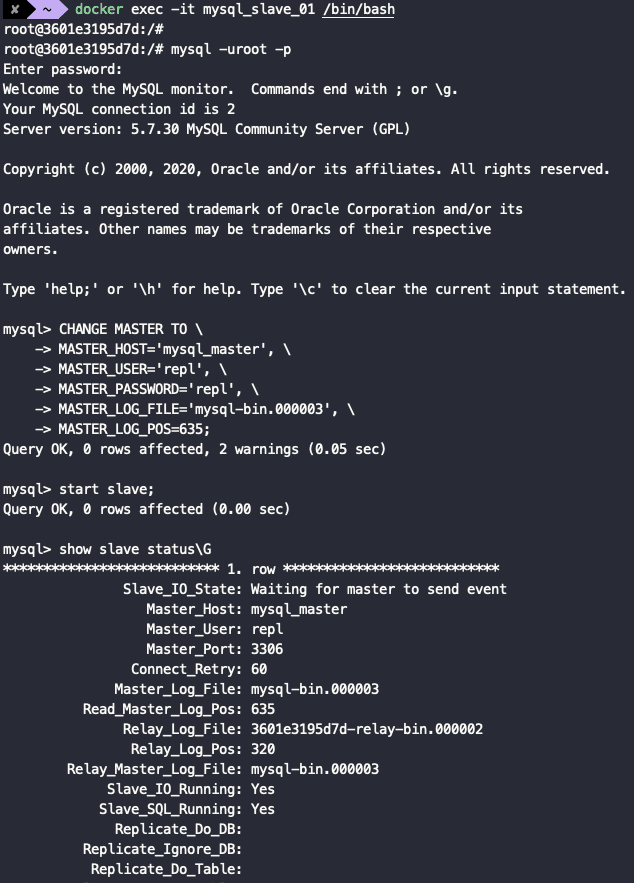 ✘ ~ docker exec -it mysql_slave_01 /bin/bash
root@3601e3195d7d:/#
root@3601e3195d7d:/# mysql -uroot -p
Enter password:
Welcome to the MySQL monitor.  Commands end with ; or \g.
Your MySQL connection id is 2
Server version: 5.7.30 MySQL Community Server (GPL)

Copyright (c) 2000, 2020, Oracle and/or its affiliates. All rights reserved.

Oracle is a registered trademark of Oracle Corporation and/or its
affiliates. Other names may be trademarks of their respective
owners.

Type 'help;' or '\h' for help. Type '\c' to clear the current input statement.

mysql> CHANGE MASTER TO \
    -> MASTER_HOST='mysql_master', \
    -> MASTER_USER='repl', \
    -> MASTER_PASSWORD='repl', \
    -> MASTER_LOG_FILE='mysql-bin.000003', \
    -> MASTER_LOG_POS=635;
Query OK, 0 rows affected, 2 warnings (0.05 sec)

mysql> start slave;
Query OK, 0 rows affected (0.00 sec)

mysql> show slave status\G
*************************** 1. row ***************************
               Slave_IO_State: Waiting for master to send event
                  Master_Host: mysql_master
                  Master_User: repl
                  Master_Port: 3306
                Connect_Retry: 60
              Master_Log_File: mysql-bin.000003
          Read_Master_Log_Pos: 635
               Relay_Log_File: 3601e3195d7d-relay-bin.000002
                Relay_Log_Pos: 320
        Relay_Master_Log_File: mysql-bin.000003
             Slave_IO_Running: Yes
            Slave_SQL_Running: Yes
              Replicate_Do_DB:
          Replicate_Ignore_DB:
           Replicate_Do_Table: